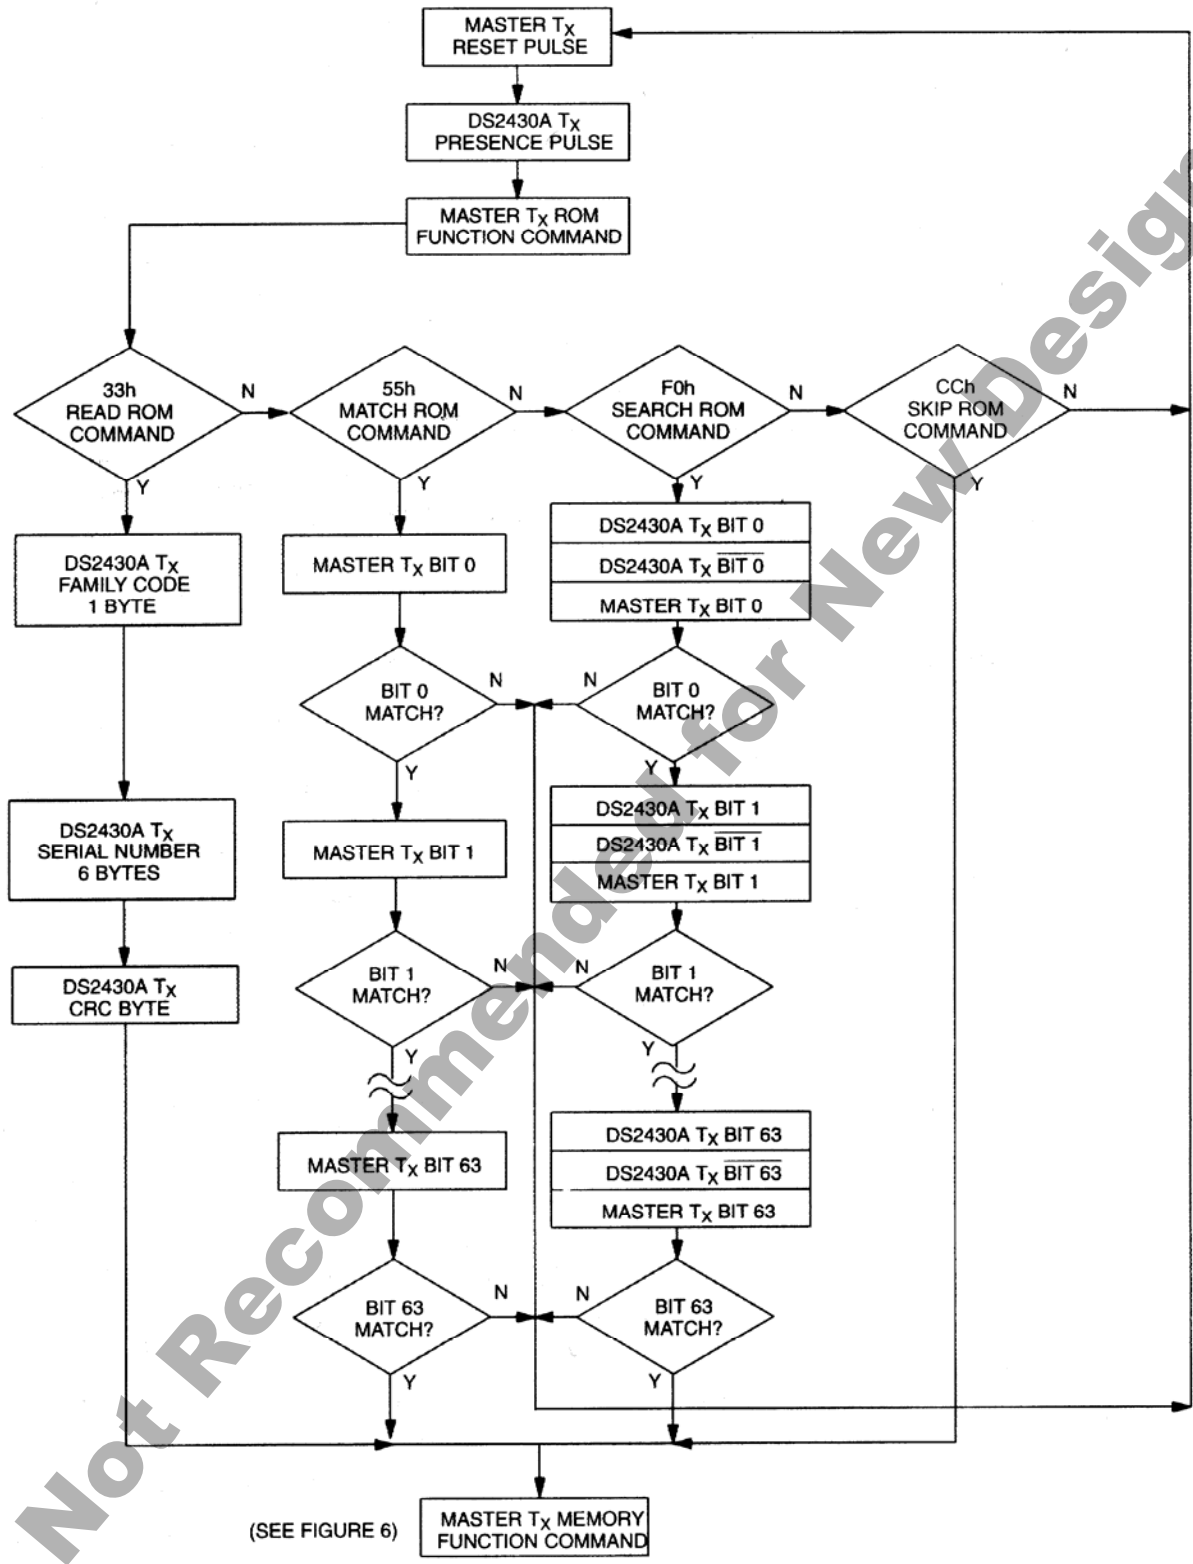 MASTER TX
RESET PULSE
DS2430A TX
PRESENCE PULSE
MASTER TX ROM
FUNCTION COMMAND
33h
READ ROM
COMMAND
N
Y
55h
MATCH ROM
COMMAND
N
Y
F0h
SEARCH ROM
COMMAND
N
Y
CCh
SKIP ROM
COMMAND
N
Y
DS2430A TX
FAMILY CODE
1 BYTE
DS2430A TX
SERIAL NUMBER
6 BYTES
DS2430A TX
CRC BYTE
MASTER TX BIT 0
BIT 0
MATCH?
N
Y
MASTER TX BIT 1
BIT 1
MATCH?
N
Y
MASTER TX BIT 63
BIT 63
MATCH?
N
Y
DS2430A TX BIT 0
DS2430A TX BIT 0
MASTER TX BIT 0
BIT 0
MATCH?
N
Y
DS2430A TX BIT 1
DS2430A TX BIT 1
MASTER TX BIT 1
BIT 1
MATCH?
N
Y
DS2430A TX BIT 63
DS2430A TX BIT 63
MASTER TX BIT 63
BIT 63
MATCH?
N
Y
(SEE FIGURE 6)
MASTER TX MEMORY
FUNCTION COMMAND
Not Recommended for New Design